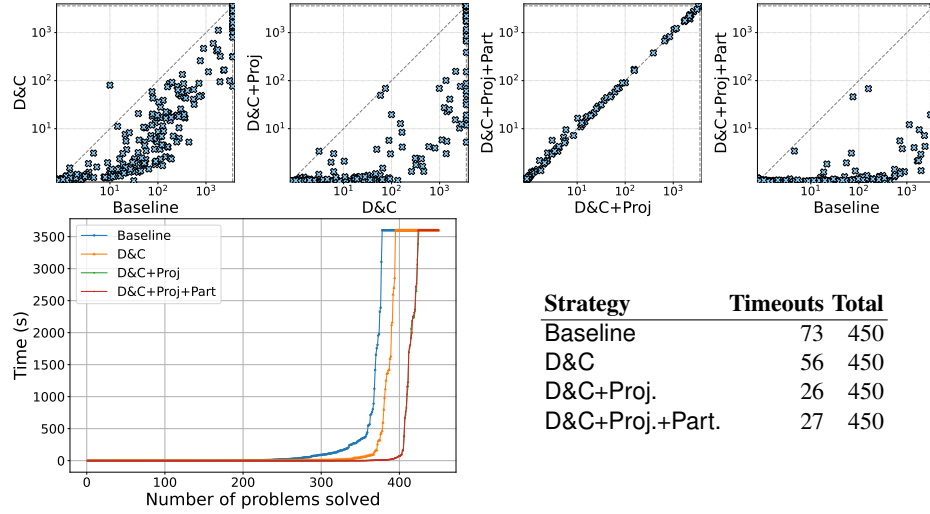 D&C
10³
10²
10¹
10¹ 10² 10³
Baseline
D&C+Proj
10³
10²
10¹
10¹ 10² 10³
D&C
D&C+Proj+Part
10³
10²
10¹
10¹ 10² 10³
D&C+Proj
D&C+Proj+Part
10³
10²
10¹
10¹ 10² 10³
Baseline
Time (s)
3500
3000
2500
2000
1500
1000
500
0
0 100 200 300 400
Number of problems solved
Baseline
D&C
D&C+Proj
D&C+Proj+Part
Strategy Timeouts Total
Baseline 73 450
D&C 56 450
D&C+Proj. 26 450
D&C+Proj.+Part. 27 450